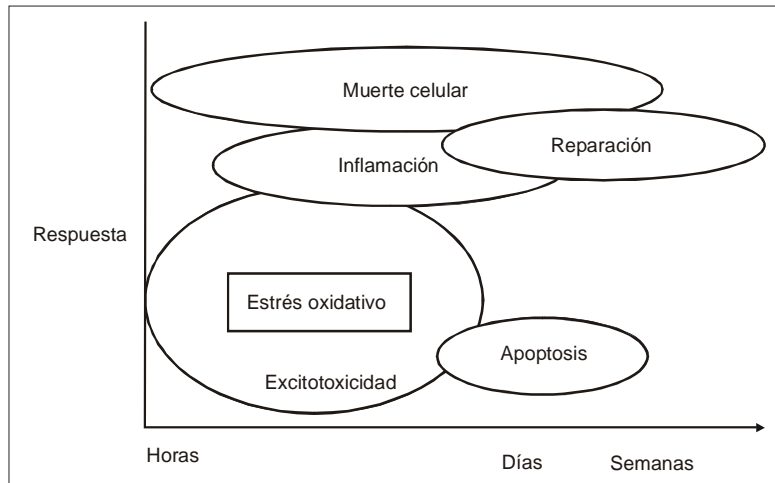 Muerte celular
Reparación
Inflamación
Respuesta
Estrés oxidativo
Apoptosis
Excitotoxicidad
Horas
Días
Semanas